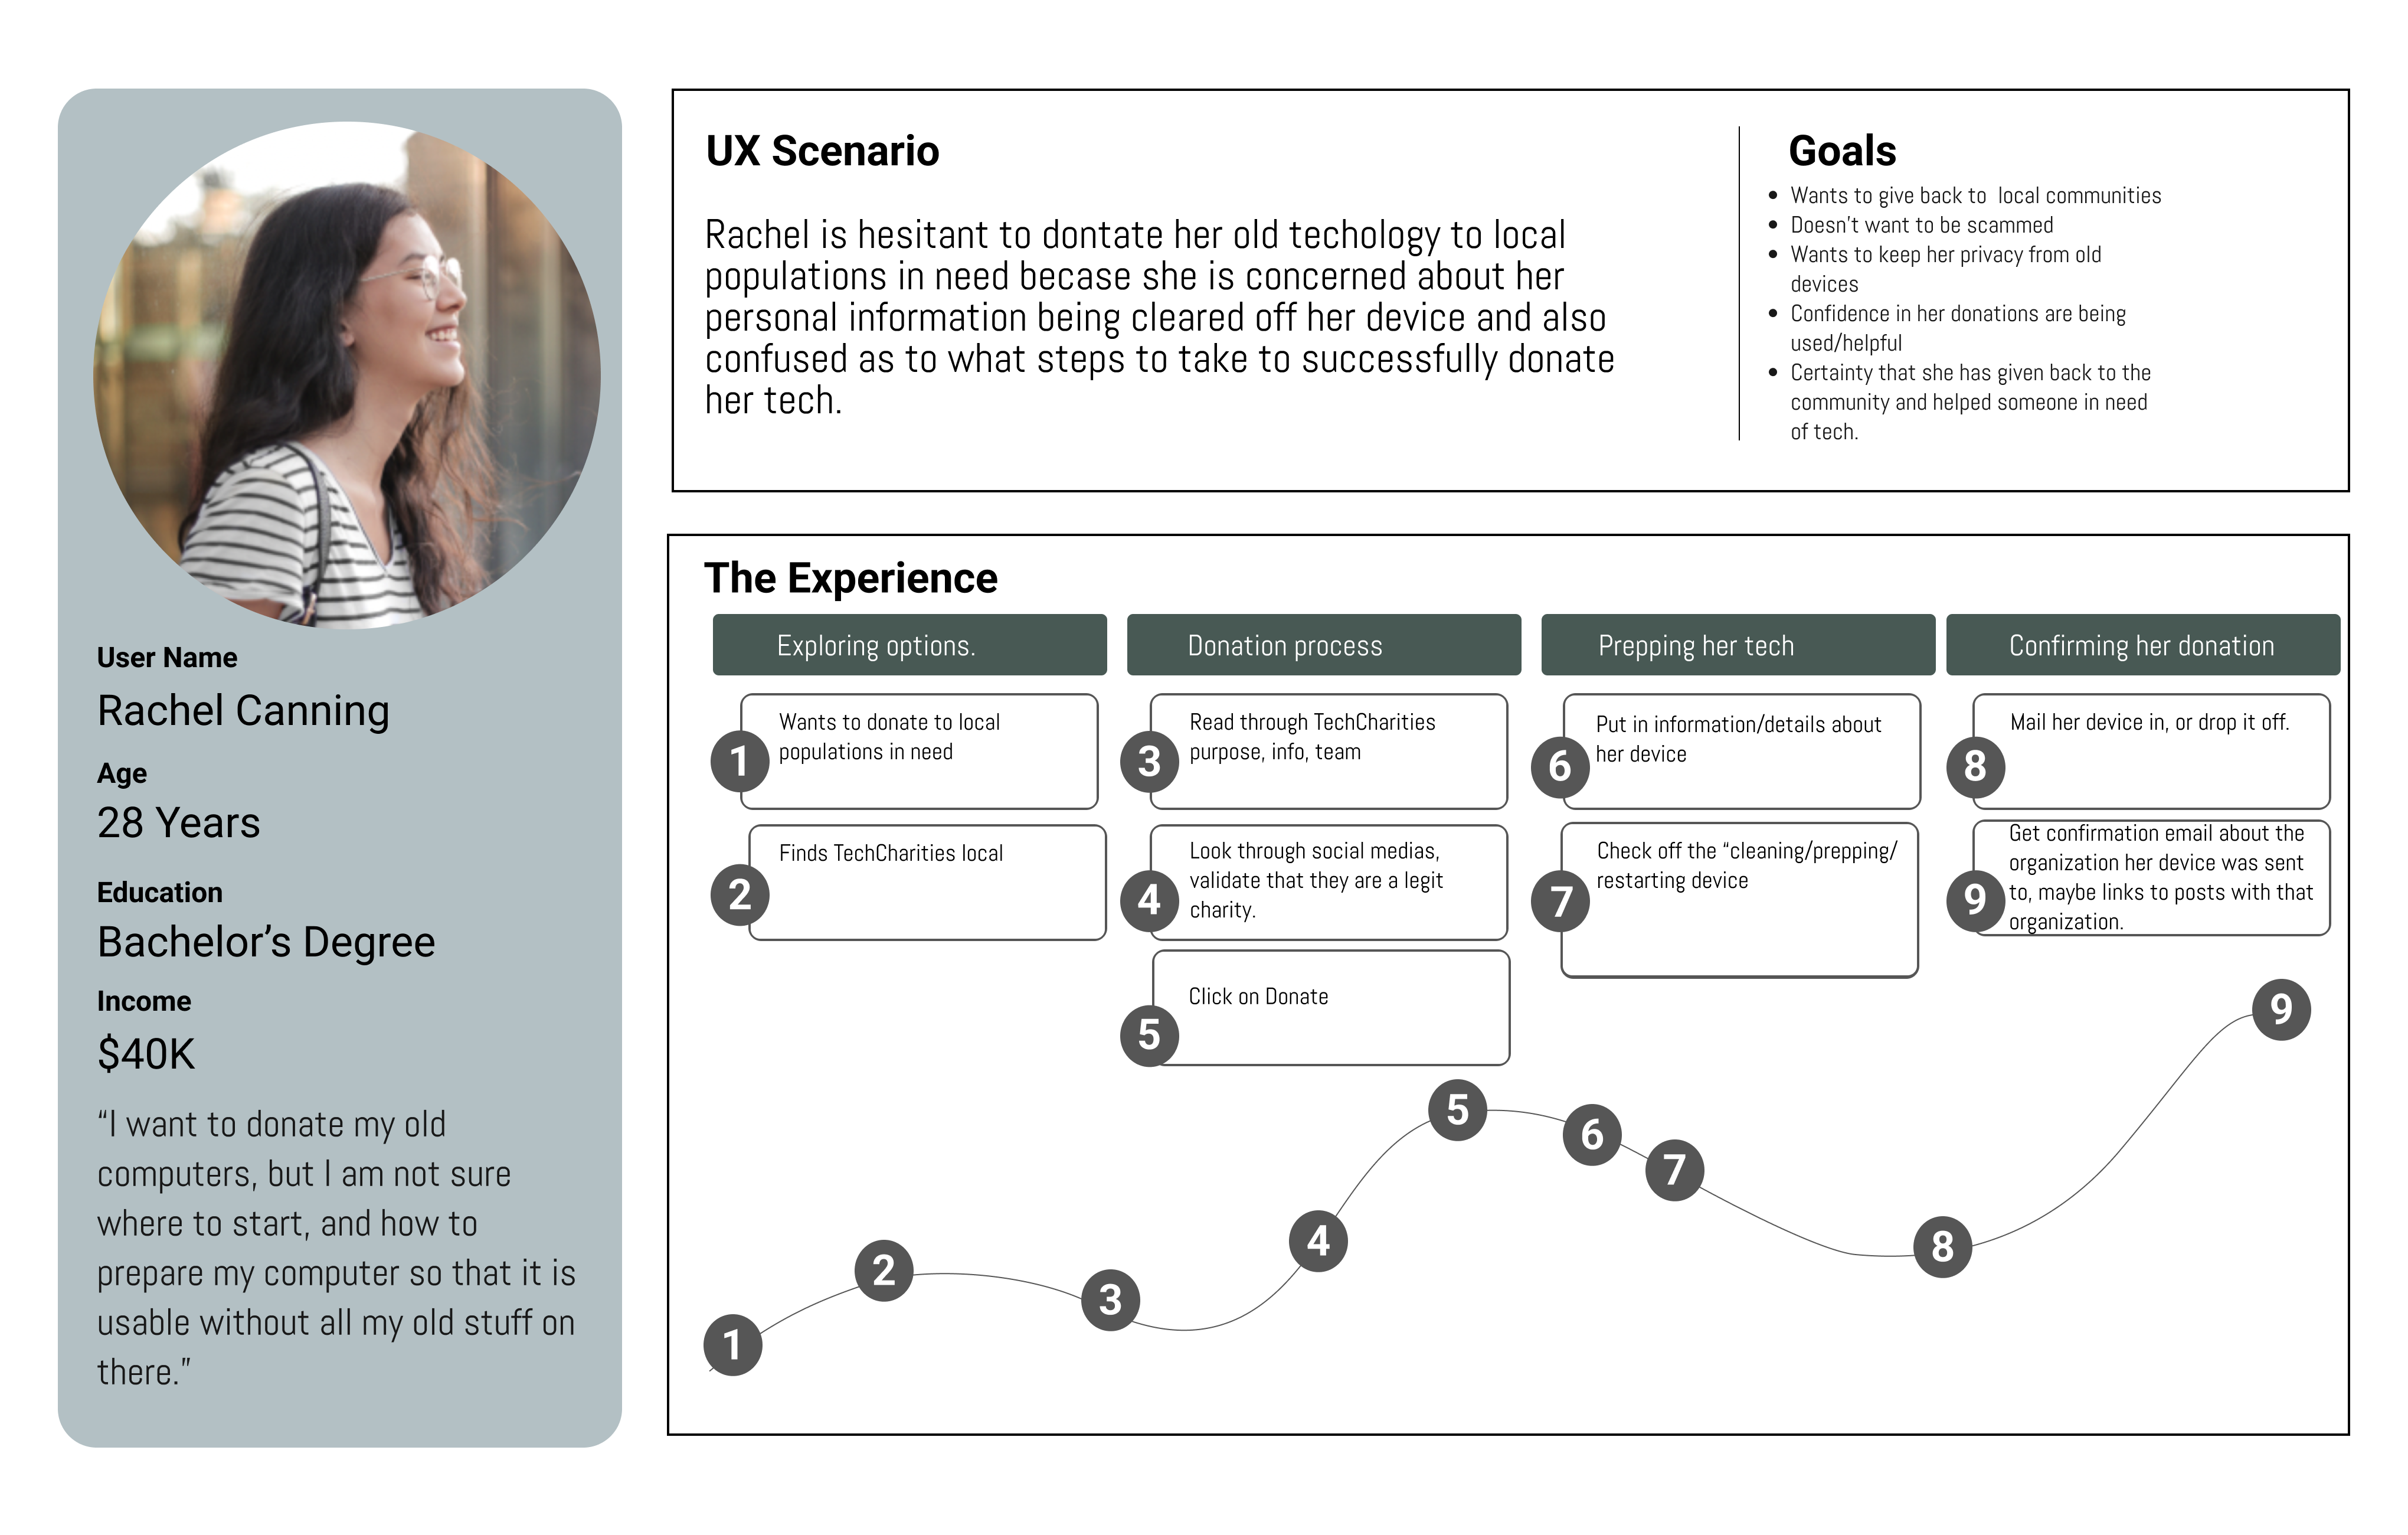 User Name
Rachel Canning
Age
28 Years
Education
Bachelor’s Degree
Income
$40K
“I want to donate my old
computers, but I am not sure
where to start, and how to
prepare my computer so that it is
usable without all my old stuff on
there.”
UX Scenario
Rachel is hesitant to dontate her old techology to local
populations in need becase she is concerned about her
personal information being cleared off her device and also
confused as to what steps to take to successfully donate
her tech.
Goals
• Wants to give back to  local communities
• Doesn’t want to be scammed
• Wants to keep her privacy from old
devices
• Confidence in her donations are being
used/helpful
• Certainty that she has given back to the
community and helped someone in need
of tech.
The Experience
Exploring options.
1
Wants to donate to local
populations in need
2
Finds TechCharities local
Donation process
3
Read through TechCharities
purpose, info, team
4
Look through social medias,
validate that they are a legit
charity.
5
Click on Donate
Prepping her tech
6
Put in information/details about
her device
7
Check off the “cleaning/prepping/
restarting device
Confirming her donation
8
Mail her device in, or drop it off.
9
Get confirmation email about the
organization her device was sent
to, maybe links to posts with that
organization.
1
2
3
4
5
6
7
8
9